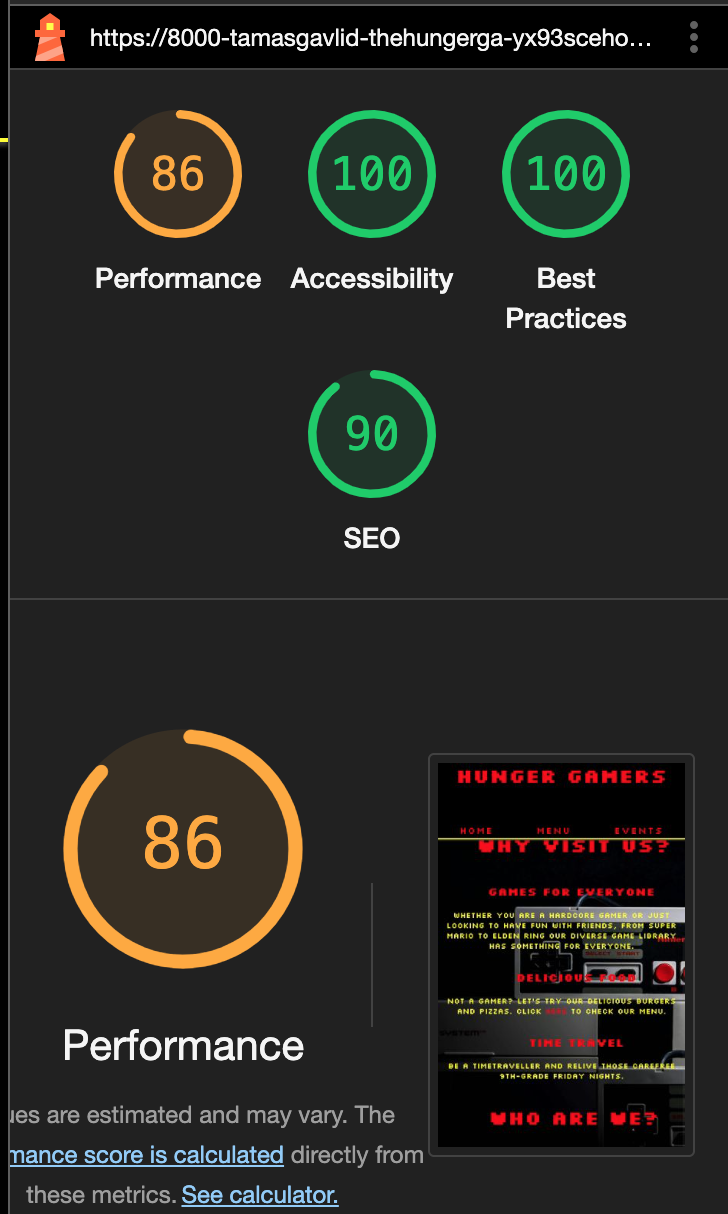 https://8000-tamasgavlid-thehungerga-yx93sceho…
86
100
100
Performance
Accessibility
Best
Practices
90
SEO
86
Performance
ues are estimated and may vary. The
mance score is calculated directly from
these metrics. See calculator.
HUNGER GAMERS
HOME MENU EVENTS
WHY VISIT US?
GAMES FOR EVERYONE
WHETHER YOU ARE A HARDCORE GAMER OR JUST
LOOKING TO HAVE FUN WITH FRIENDS, FROM SUPER
MARIO TO ELDEN RING OUR DIVERSE GAME LIBRARY
HAS SOMETHING FOR EVERYONE.
SELECT START
DELICIOUS FOOD
NOT A GAMER? LET'S TRY OUR DELICIOUS BURGERS
AND PIZZAS. CLICK HERE TO CHECK OUR MENU.
TIME TRAVEL
BE A TIMETRAVELLER AND RELIVE THOSE CAREFREE
9TH-GRADE FRIDAY NIGHTS.
WHO ARE WE?